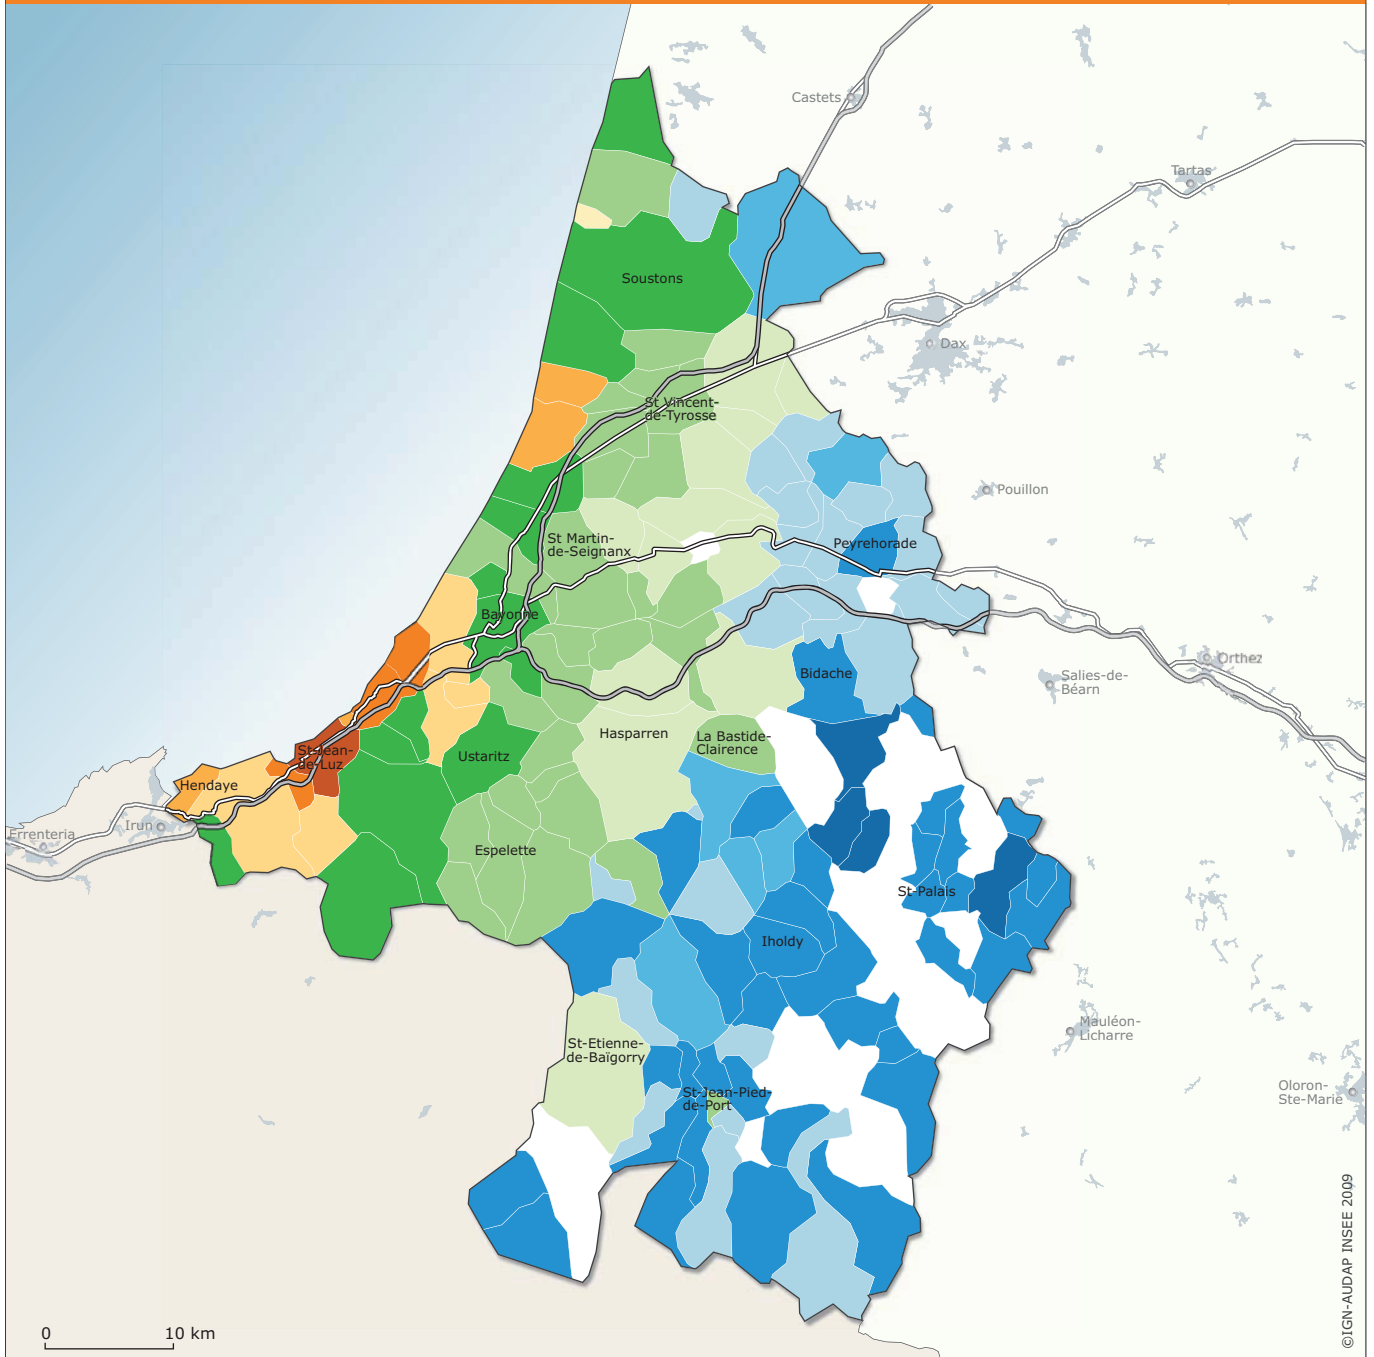 Castets
Tartas
Soustons
Dax
St Vincent-
de-Tyrosse
Pouillon
St Martin-
de-Seignanx
Peyrehorade
Bayonne
Orthez
Bidache
Salies-de-
Béarn
Hasparren
La Bastide-
Clairence
St-Jean-
de-Luz
Ustaritz
Hendaye
Irun
Errenteria
Espelette
St-Palais
Iholdy
Mauléon-
Licharre
St-Etienne-
de-Baïgorry
St-Jean-Pied-
de-Port
Oloron-
Ste-Marie
©IGN-AUDAP INSEE 2009
0 10 km